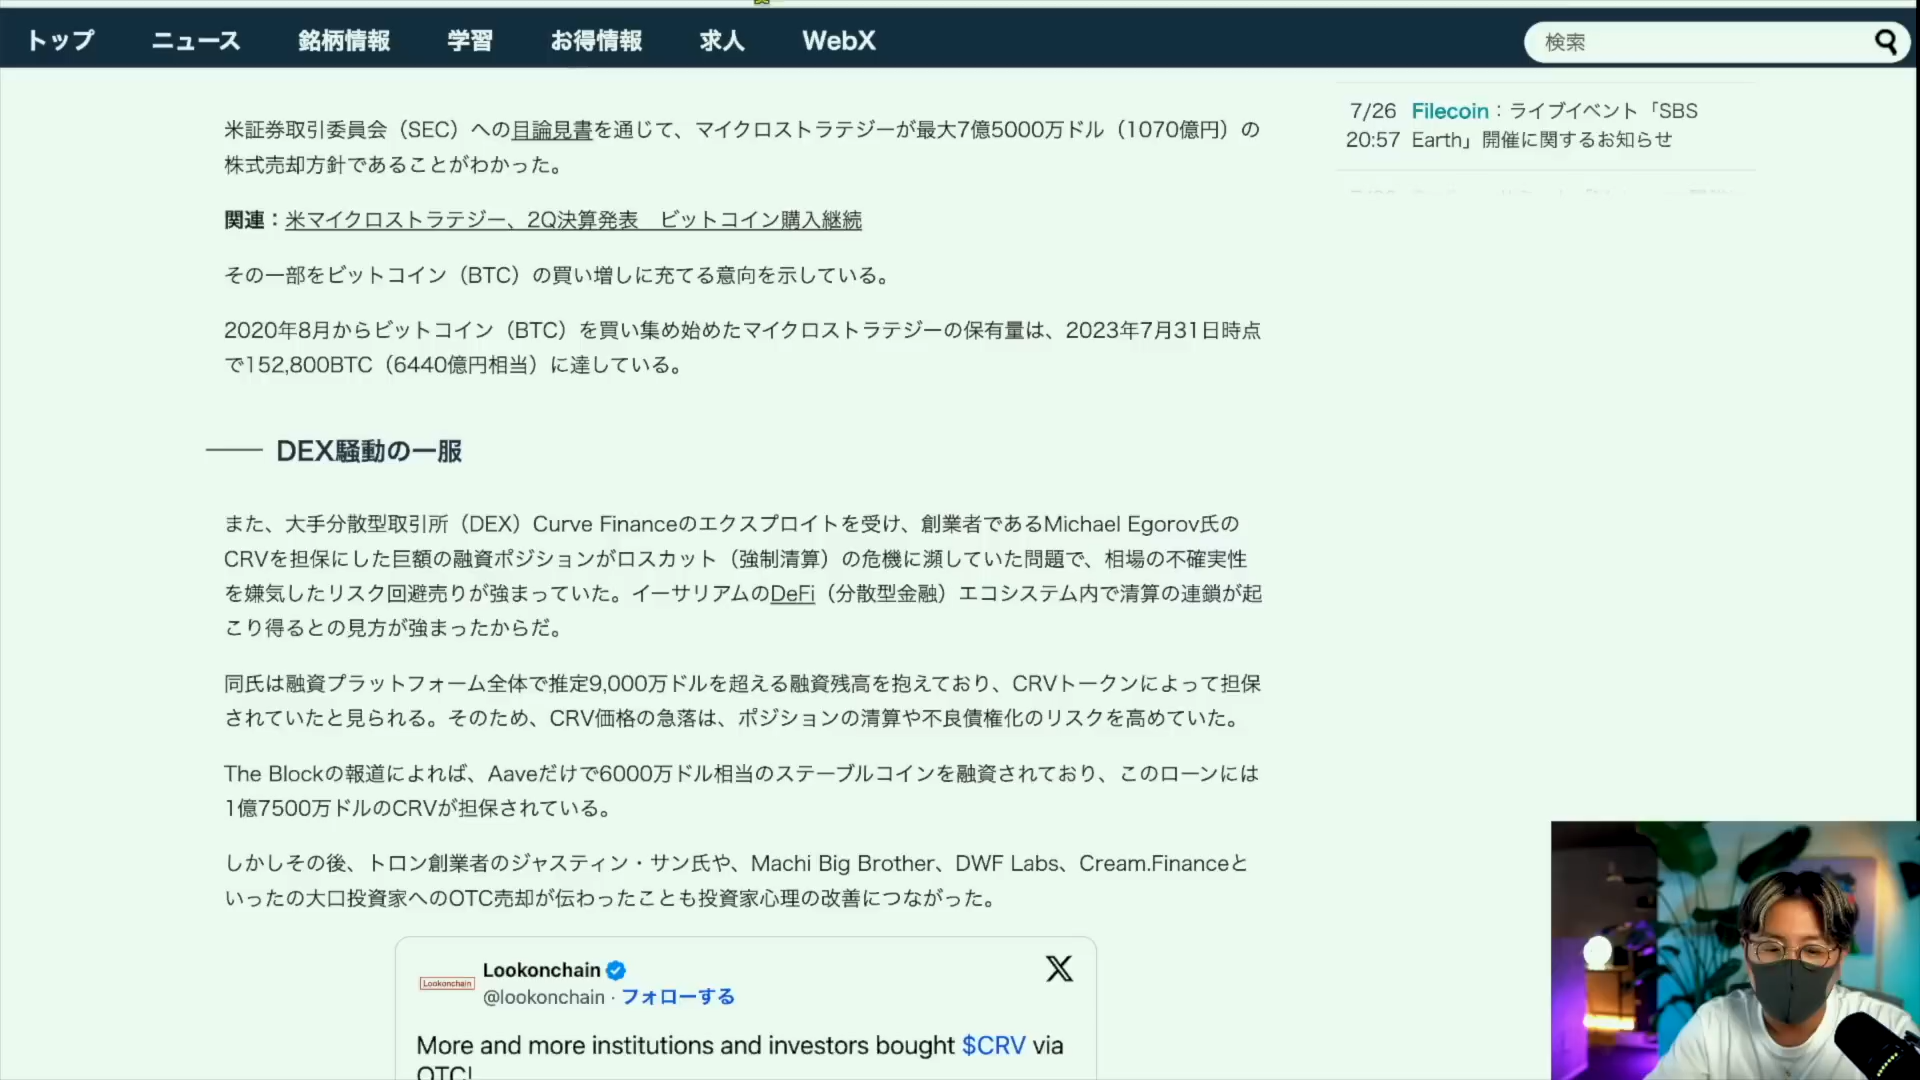 トップ ニュース 銘柄情報 学習 お得情報 求人 WebX 検索
米証券取引委員会（SEC）への目論見書を通じて、マイクロストラテジーが最大7億5000万ドル（1070億円）の
株式売却方針であることがわかった。
関連：米マイクロストラテジー、2Q決算発表　ビットコイン購入継続
その一部をビットコイン（BTC）の買い増しに充てる意向を示している。
2020年8月からビットコイン（BTC）を買い集め始めたマイクロストラテジーの保有量は、2023年7月31日時点
で152,800BTC（6440億円相当）に達している。
DEX騒動の一服
また、大手分散型取引所（DEX）Curve Financeのエクスプロイトを受け、創業者であるMichael Egorov氏の
CRVを担保にした巨額の融資ポジションがロスカット（強制清算）の危機に瀕していた問題で、相場の不確実性
を嫌気したリスク回避売りが強まっていた。イーサリアムのDeFi（分散型金融）エコシステム内で清算の連鎖が起
こり得るとの見方が強まったからだ。
同氏は融資プラットフォーム全体で推定9,000万ドルを超える融資残高を抱えており、CRVトークンによって担保
されていたと見られる。そのため、CRV価格の急落は、ポジションの清算や不良債権化のリスクを高めていた。
The Blockの報道によれば、Aaveだけで6000万ドル相当のステーブルコインを融資されており、このローンには
1億7500万ドルのCRVが担保されている。
しかしその後、トロン創業者のジャスティン・サン氏や、Machi Big Brother、DWF Labs、Cream.Financeと
いったの大口投資家へのOTC売却が伝わったことも投資家心理の改善につながった。
Lookonchain
Lookonchain
@lookonchain · フォローする
More and more institutions and investors bought $CRV via
OTC!
7/26 Filecoin：ライブイベント「SBS
20:57 Earth」開催に関するお知らせ